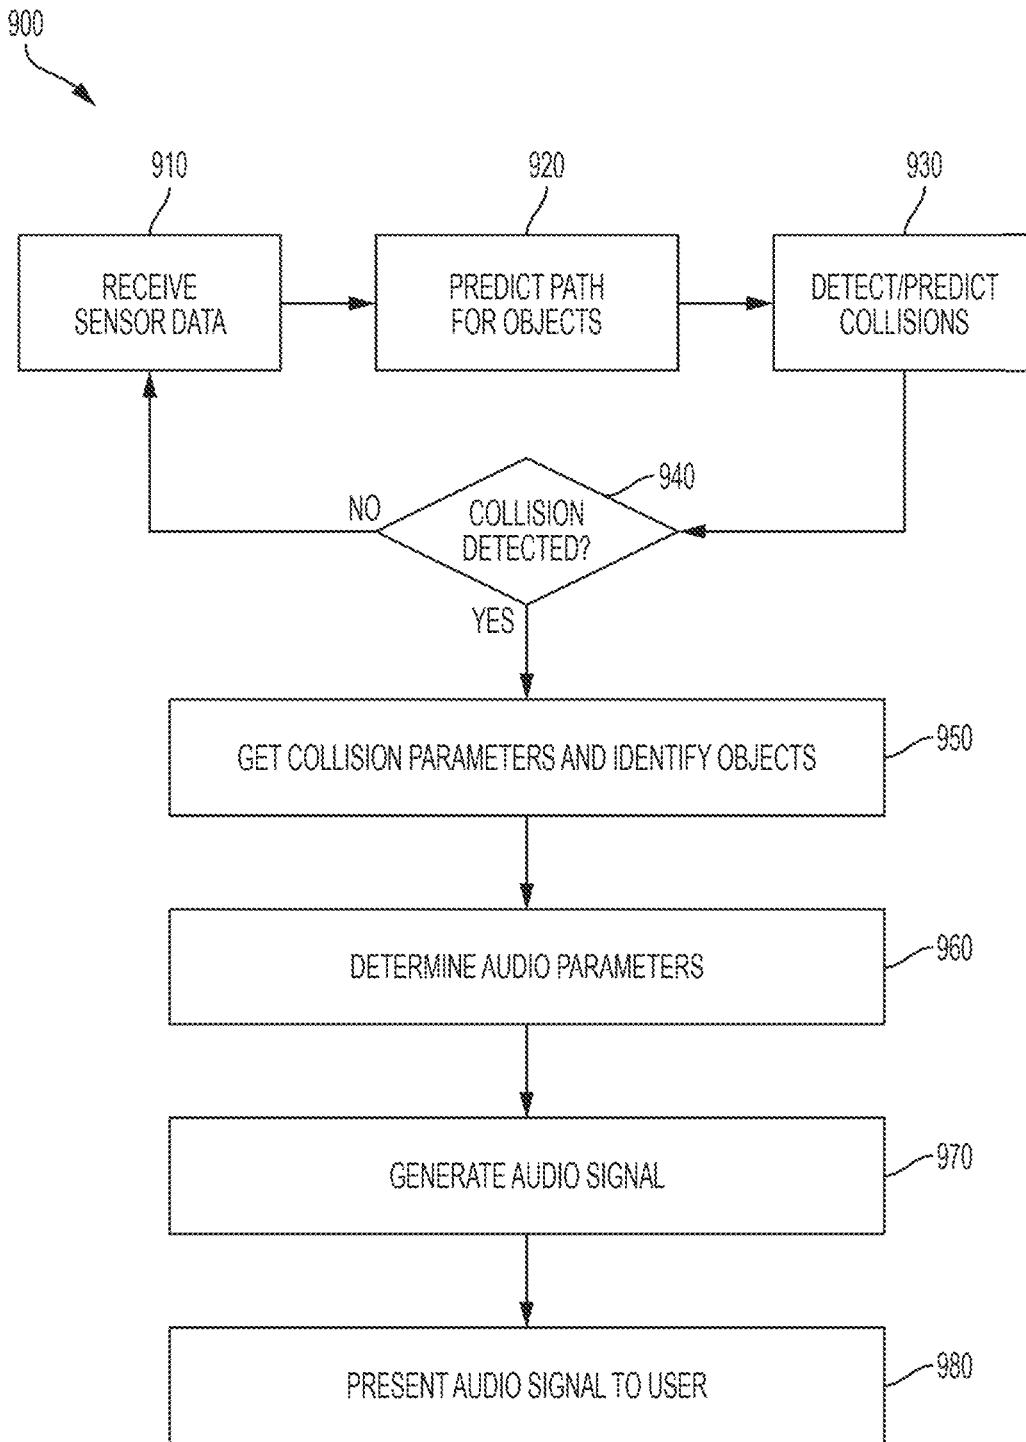 900
910
920
930
RECEIVE
SENSOR DATA
PREDICT PATH
FOR OBJECTS
DETECT/PREDICT
COLLISIONS
940
NO
COLLISION
DETECTED?
YES
GET COLLISION PARAMETERS AND IDENTIFY OBJECTS
950
DETERMINE AUDIO PARAMETERS
960
GENERATE AUDIO SIGNAL
970
PRESENT AUDIO SIGNAL TO USER
980